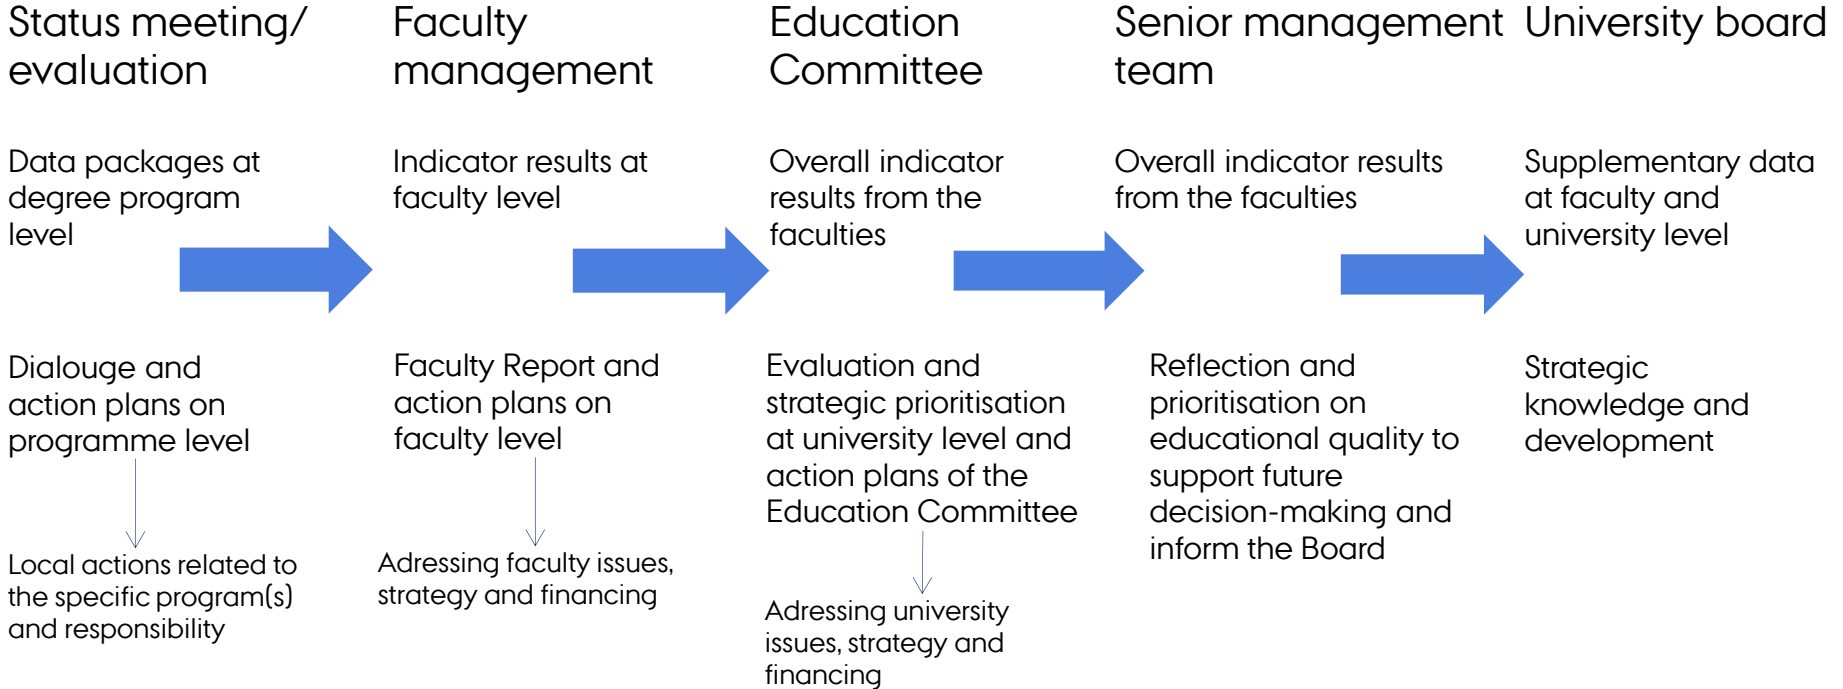 Status meeting/
evaluation
Faculty
management
Education
Committee
Senior management
team
University board
Data packages at
degree program
level
Indicator results at
faculty level
Overall indicator
results from the
faculties
Overall indicator results
from the faculties
Supplementary data
at faculty and
university level
Dialouge and
action plans on
programme level
Faculty Report and
action plans on
faculty level
Evaluation and
strategic prioritisation
at university level and
action plans of the
Education Committee
Reflection and
prioritisation on
educational quality to
support future
decision-making and
inform the Board
Strategic
knowledge and
development
Local actions related to
the specific program(s)
and responsibility
Adressing faculty issues,
strategy and financing
Adressing university
issues, strategy and
financing